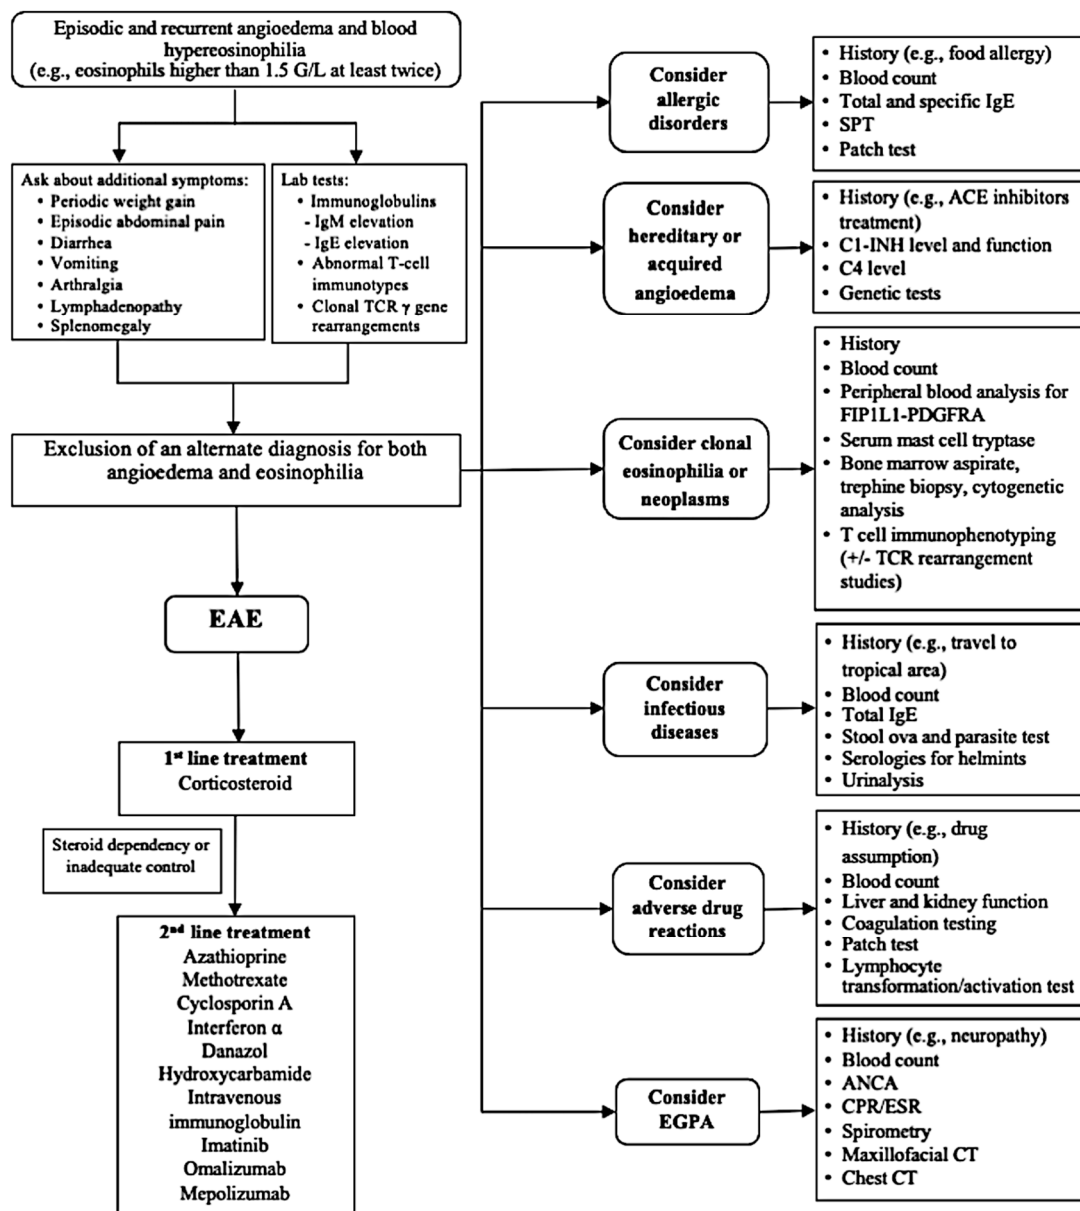 Episodic and recurrent angioedema and blood
hypereosinophilia
(e.g., eosinophils higher than 1.5 G/L at least twice)
Ask about additional symptoms:
• Periodic weight gain
• Episodic abdominal pain
• Diarrhea
• Vomiting
• Arthralgia
• Lymphadenopathy
• Splenomegaly
Lab tests:
• Immunoglobulins
- IgM elevation
- IgE elevation
• Abnormal T-cell
immunotypes
• Clonal TCR γ gene
rearrangements
Exclusion of an alternate diagnosis for both
angioedema and eosinophilia
EAE
1st line treatment
Corticosteroid
Steroid dependency or
inadequate control
2nd line treatment
Azathioprine
Methotrexate
Cyclosporin A
Interferon α
Danazol
Hydroxycarbamide
Intravenous
immunoglobulin
Imatinib
Omalizumab
Mepolizumab
Consider
allergic
disorders
• History (e.g., food allergy)
• Blood count
• Total and specific IgE
• SPT
• Patch test
Consider
hereditary or
acquired
angioedema
• History (e.g., ACE inhibitors
treatment)
• C1-INH level and function
• C4 level
• Genetic tests
Consider clonal
eosinophilia or
neoplasms
• History
• Blood count
• Peripheral blood analysis for
FIP1L1-PDGFRA
• Serum mast cell tryptase
• Bone marrow aspirate,
trephine biopsy, cytogenetic
analysis
• T cell immunophenotyping
(+/- TCR rearrangement
studies)
Consider
infectious
diseases
• History (e.g., travel to
tropical area)
• Blood count
• Total IgE
• Stool ova and parasite test
• Serologies for helmints
• Urinalysis
Consider
adverse drug
reactions
• History (e.g., drug
assumption)
• Blood count
• Liver and kidney function
• Coagulation testing
• Patch test
• Lymphocyte
transformation/activation test
Consider
EGPA
• History (e.g., neuropathy)
• Blood count
• ANCA
• CPR/ESR
• Spirometry
• Maxillofacial CT
• Chest CT